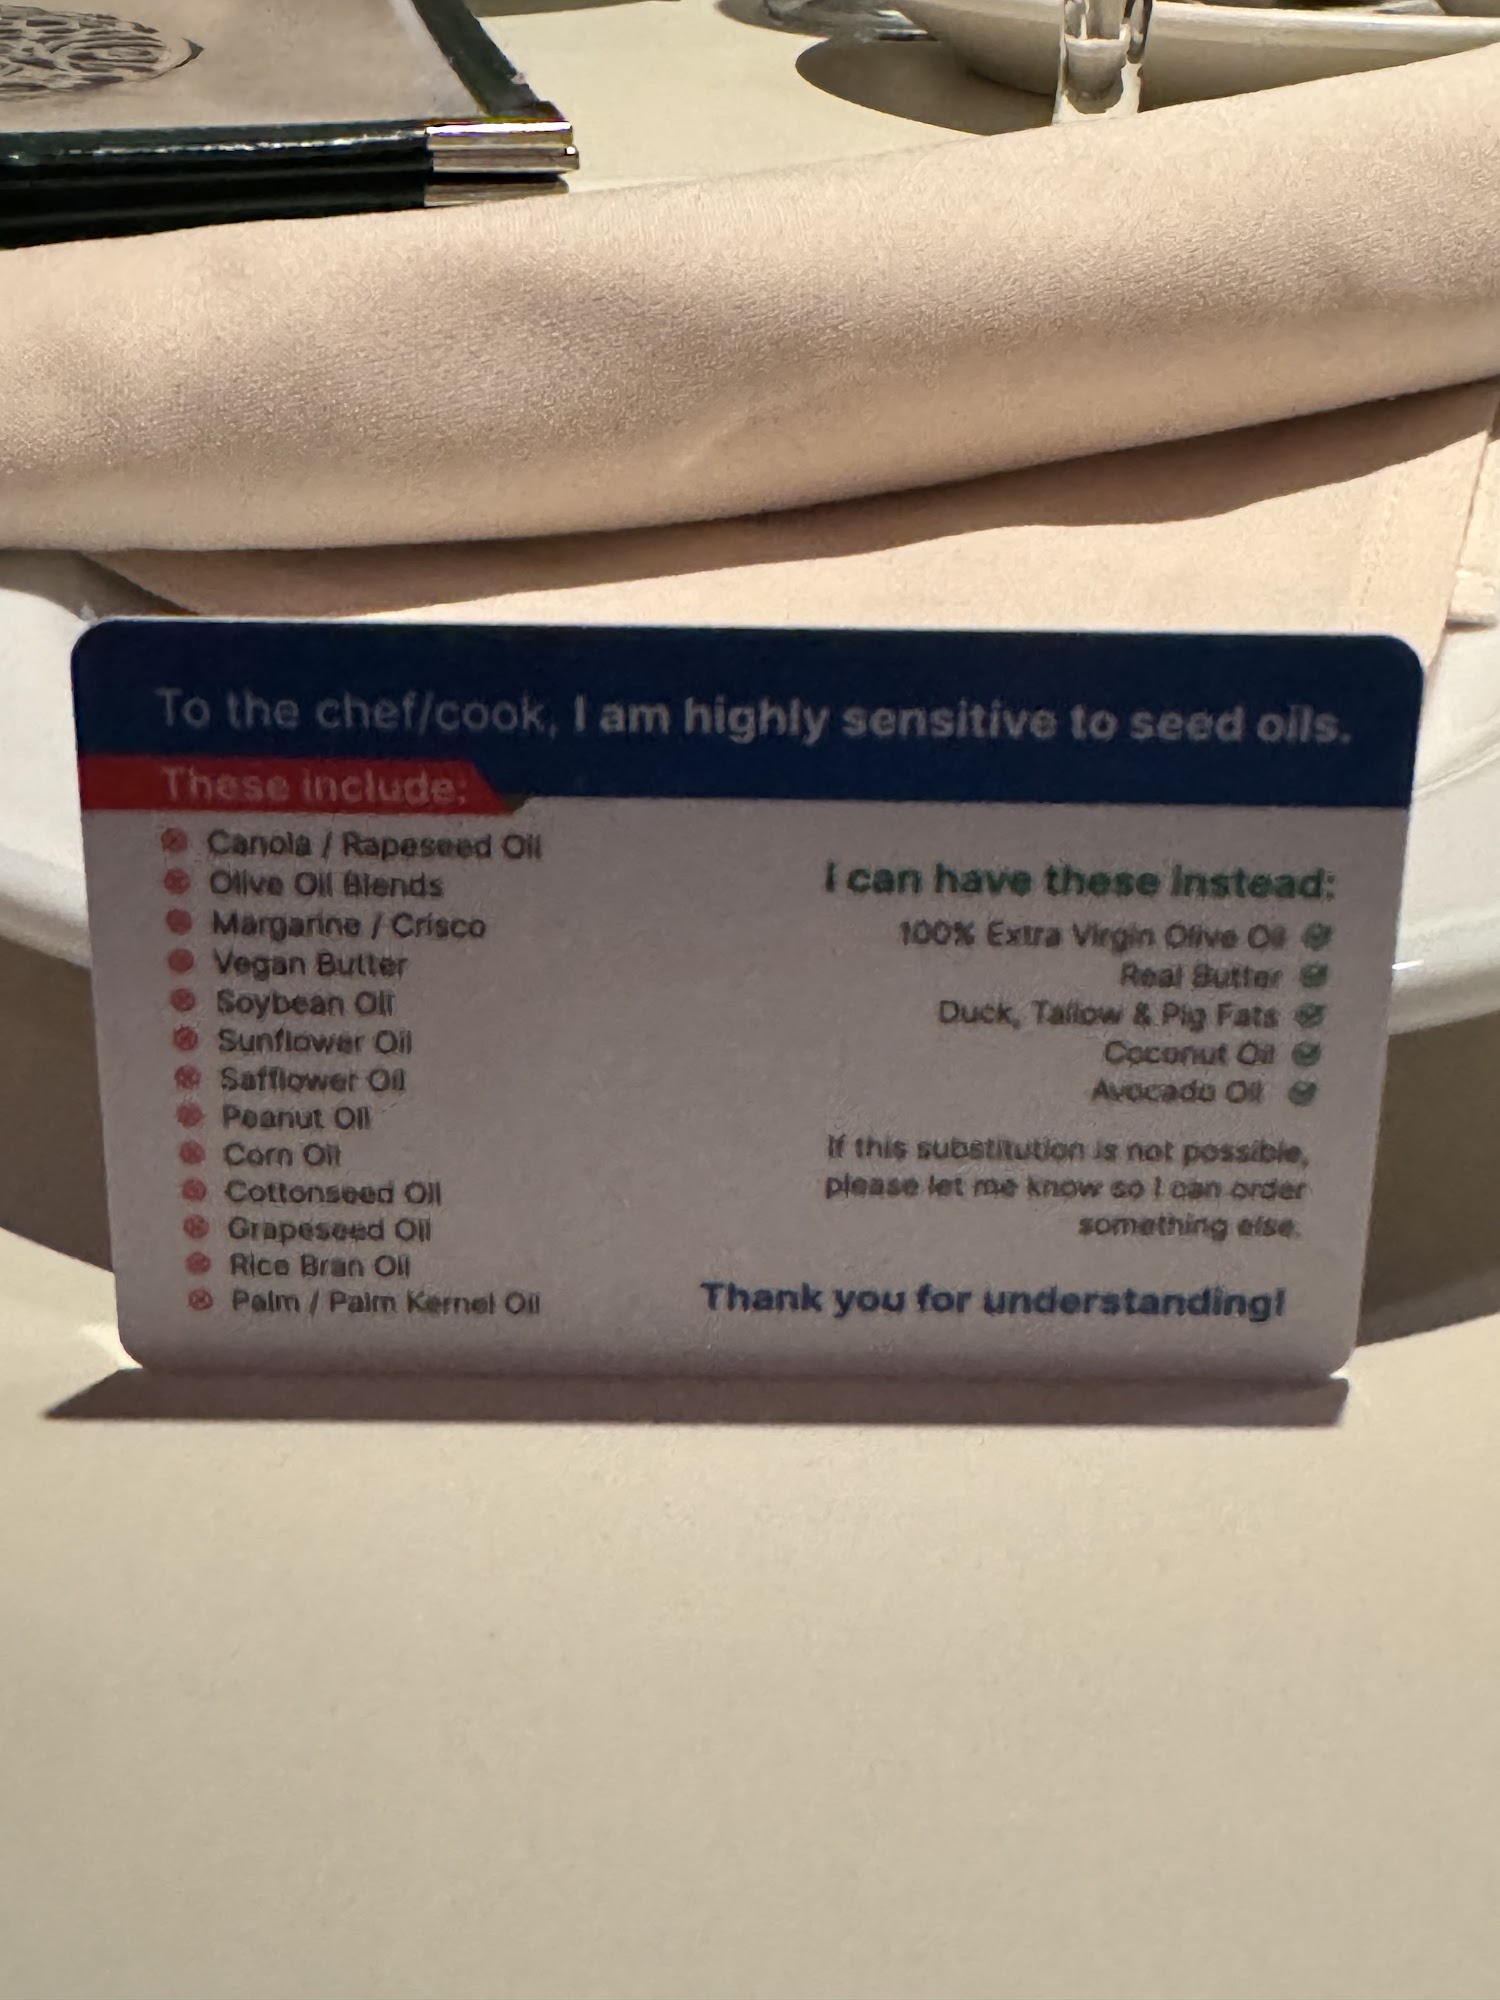 To the chef/cook, I am highly sensitive to seed oils.
These include:
Canola / Rapeseed Oil
Olive Oil Blends
Margarine / Crisco
Vegan Butter
Soybean Oil
Sunflower Oil
Safflower Oil
Peanut Oil
Corn Oil
Cottonseed Oil
Grapeseed Oil
Rice Bran Oil
Palm / Palm Kernel Oil
I can have these instead:
100% Extra Virgin Olive Oil
Real Butter
Duck, Tallow & Pig Fats
Coconut Oil
Avocado Oil
If this substitution is not possible,
please let me know so I can order
something else.
Thank you for understanding!